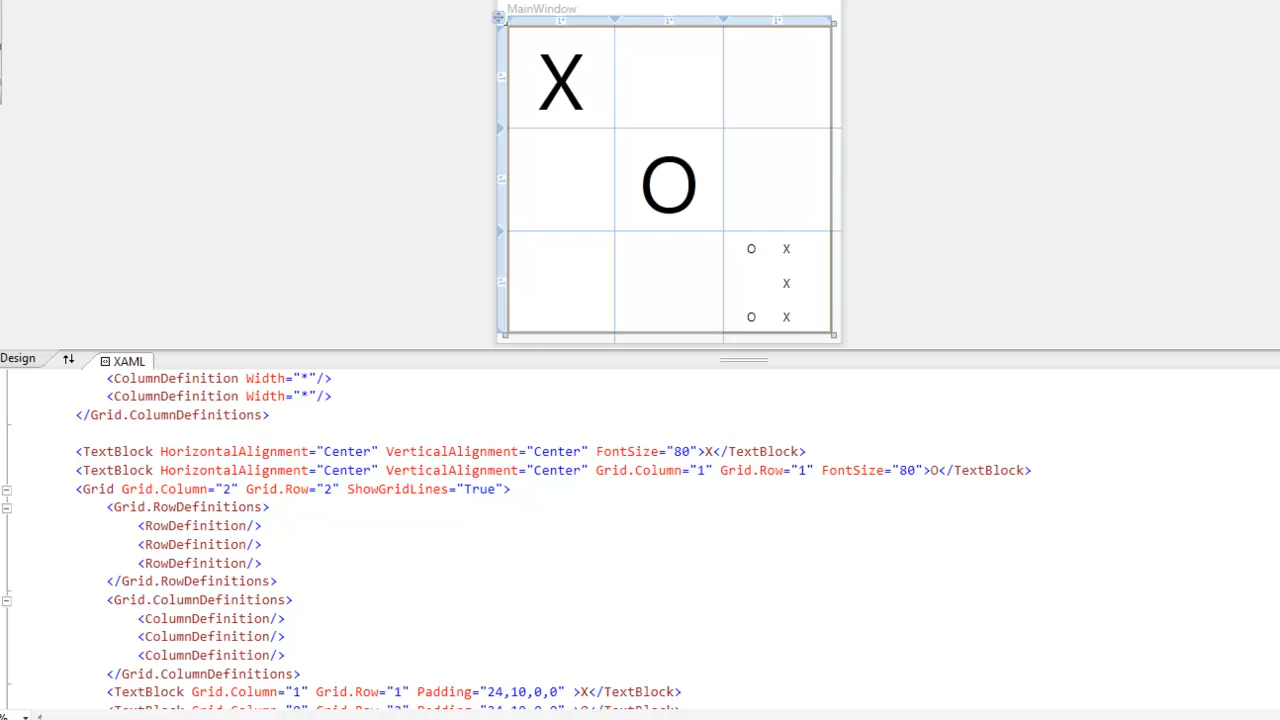 MainWindow
1* 1* 1*
X
O
O X
X
O X
Design XAML
<ColumnDefinition Width="*"/>
<ColumnDefinition Width="*"/>
</Grid.ColumnDefinitions>
<TextBlock HorizontalAlignment="Center" VerticalAlignment="Center" FontSize="80">X</TextBlock>
<TextBlock HorizontalAlignment="Center" VerticalAlignment="Center" Grid.Column="1" Grid.Row="1" FontSize="80">O</TextBlock>
<Grid Grid.Column="2" Grid.Row="2" ShowGridLines="True">
<Grid.RowDefinitions>
<RowDefinition/>
<RowDefinition/>
<RowDefinition/>
</Grid.RowDefinitions>
<Grid.ColumnDefinitions>
<ColumnDefinition/>
<ColumnDefinition/>
<ColumnDefinition/>
</Grid.ColumnDefinitions>
<TextBlock Grid.Column="1" Grid.Row="1" Padding="24,10,0,0" >X</TextBlock>